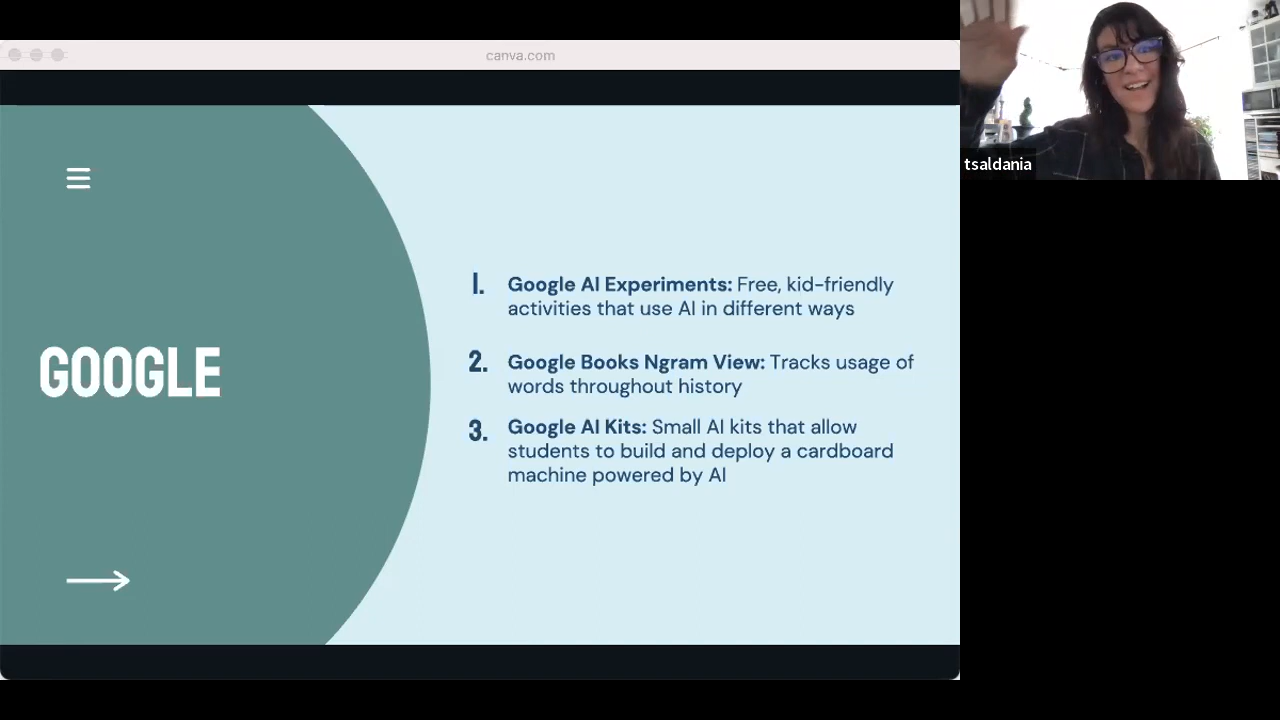 canva.com
GOOGLE
1. Google AI Experiments: Free, kid-friendly
activities that use AI in different ways
2. Google Books Ngram View: Tracks usage of
words throughout history
3. Google AI Kits: Small AI kits that allow
students to build and deploy a cardboard
machine powered by AI
tsaldania